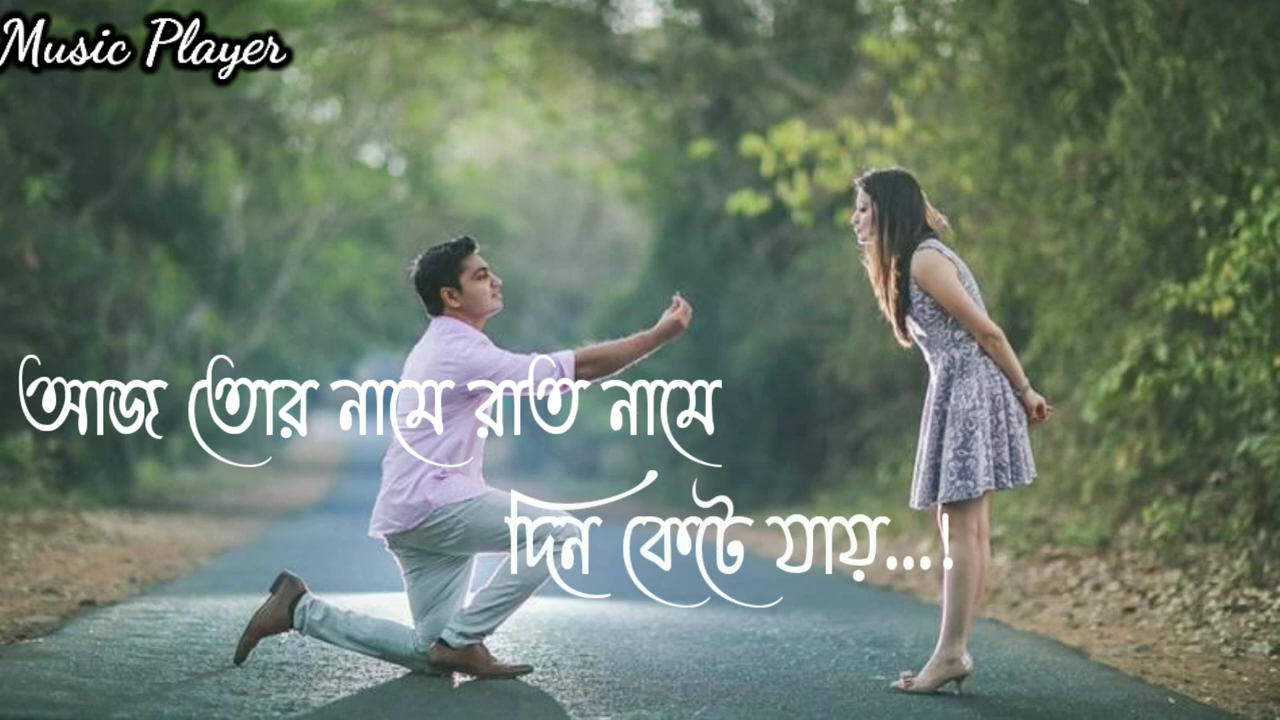 Music Player
আজ তোর নামে রাত নামে
দিন কেটে যায়...!